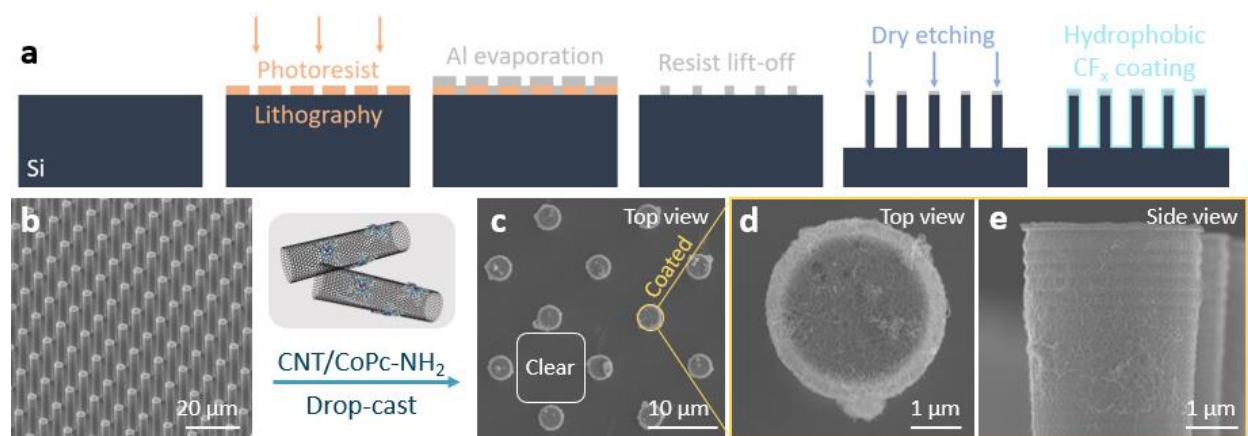 a
Si
Photoresist
Lithography
Al evaporation
Resist lift-off
Dry etching
Hydrophobic
CFₓ coating
b
20 μm
CNT/CoPc-NH₂
Drop-cast
c
Top view
Coated
Clear
10 μm
d
Top view
1 μm
e
Side view
1 μm